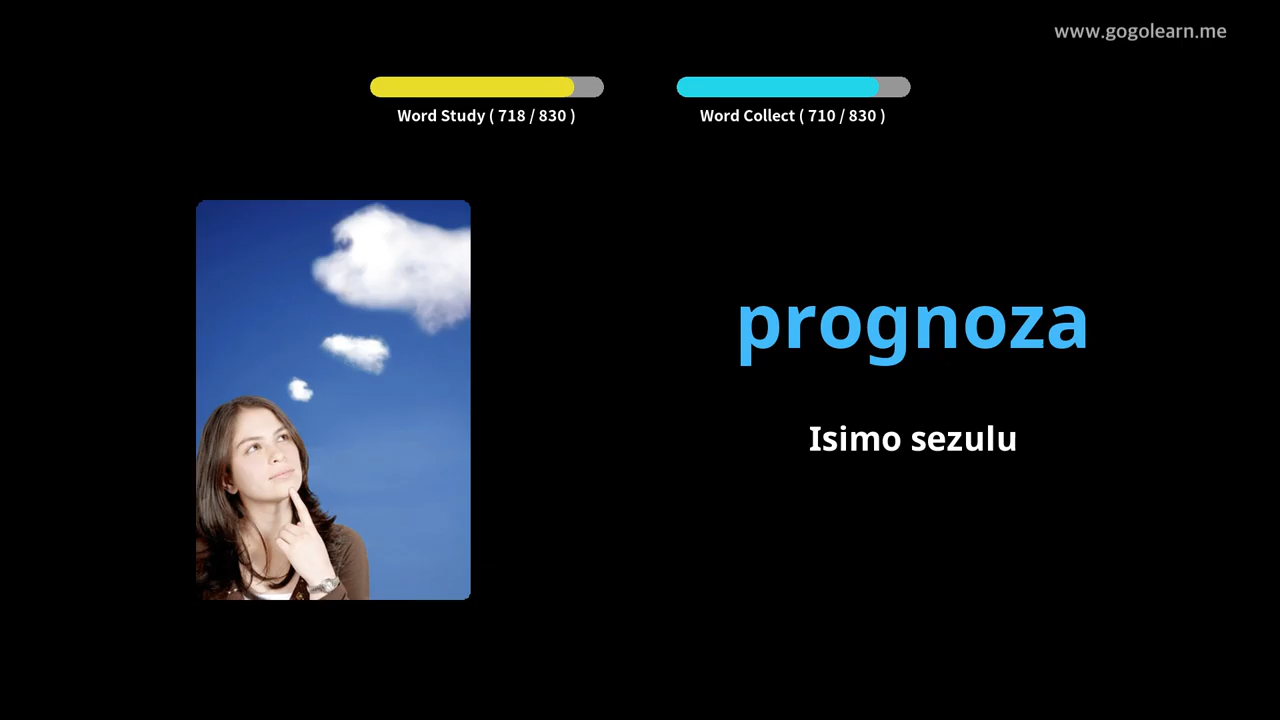 www.gogolearn.me
Word Study ( 718 / 830 )
Word Collect ( 710 / 830 )
prognoza
Isimo sezulu